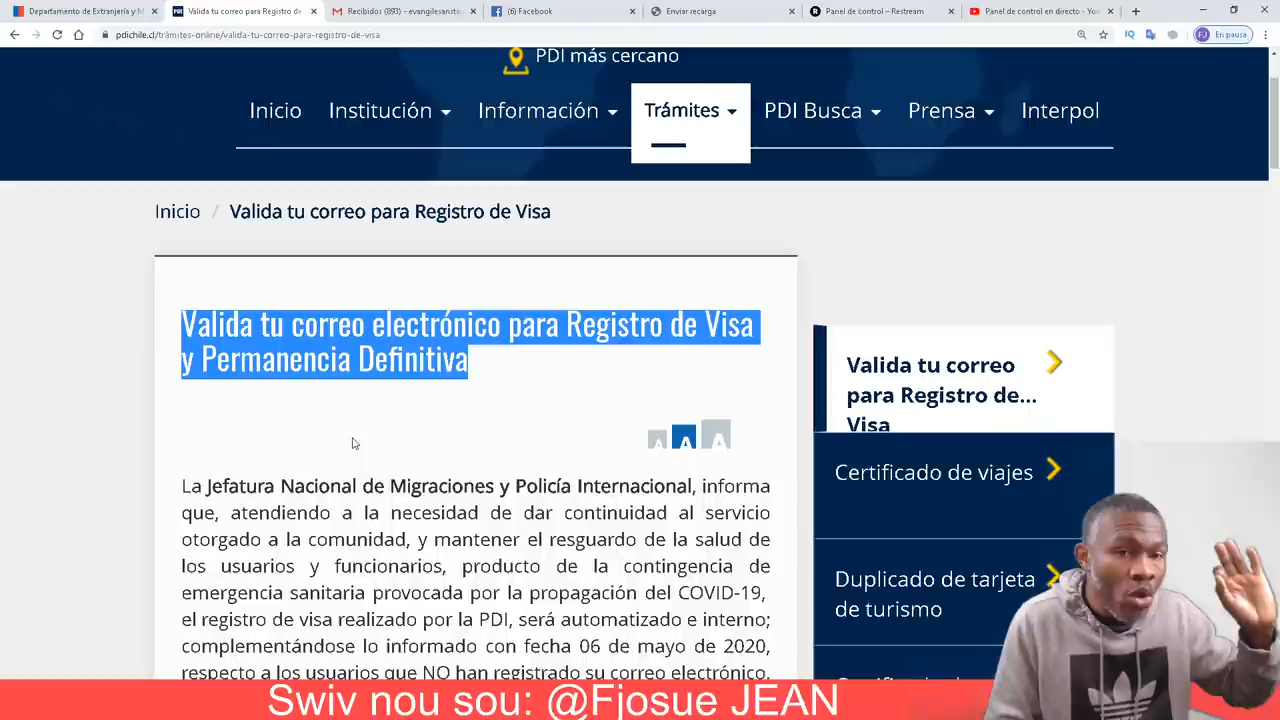 Departamento de Extranjería y M
Valida tu correo para Registro de
Recibidos (893) - evangilesansta
(6) Facebook
Enviar recarga
Panel de control – Restream
Panel de control en directo - You
pdichile.cl/trámites-online/valida-tu-correo-para-registro-de-visa
FJ
En pausa
PDI más cercano
Inicio
Institución
Información
Trámites
PDI Busca
Prensa
Interpol
Inicio / Valida tu correo para Registro de Visa
Valida tu correo electrónico para Registro de Visa
y Permanencia Definitiva
A A A
La Jefatura Nacional de Migraciones y Policía Internacional, informa
que, atendiendo a la necesidad de dar continuidad al servicio
otorgado a la comunidad, y mantener el resguardo de la salud de
los usuarios y funcionarios, producto de la contingencia de
emergencia sanitaria provocada por la propagación del COVID-19,
el registro de visa realizado por la PDI, será automatizado e interno;
complementándose lo informado con fecha 06 de mayo de 2020,
respecto a los usuarios que NO han registrado su correo electrónico.
Valida tu correo
para Registro de...
Visa
Certificado de viajes
Duplicado de tarjeta
de turismo
adidas
Swiv nou sou: @Fjosue JEAN